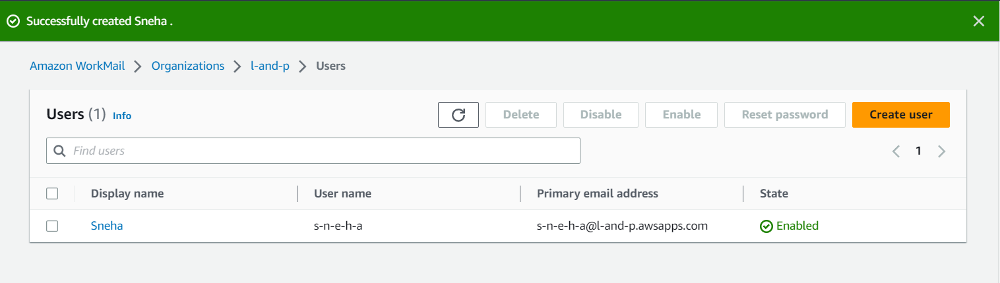 Successfully created Sneha .
Amazon WorkMail Organizations l-and-p Users
Users (1) Info Delete Disable Enable Reset password Create user
Find users 1
Display name User name Primary email address State
Sneha s-n-e-h-a s-n-e-h-a@l-and-p.awsapps.com Enabled